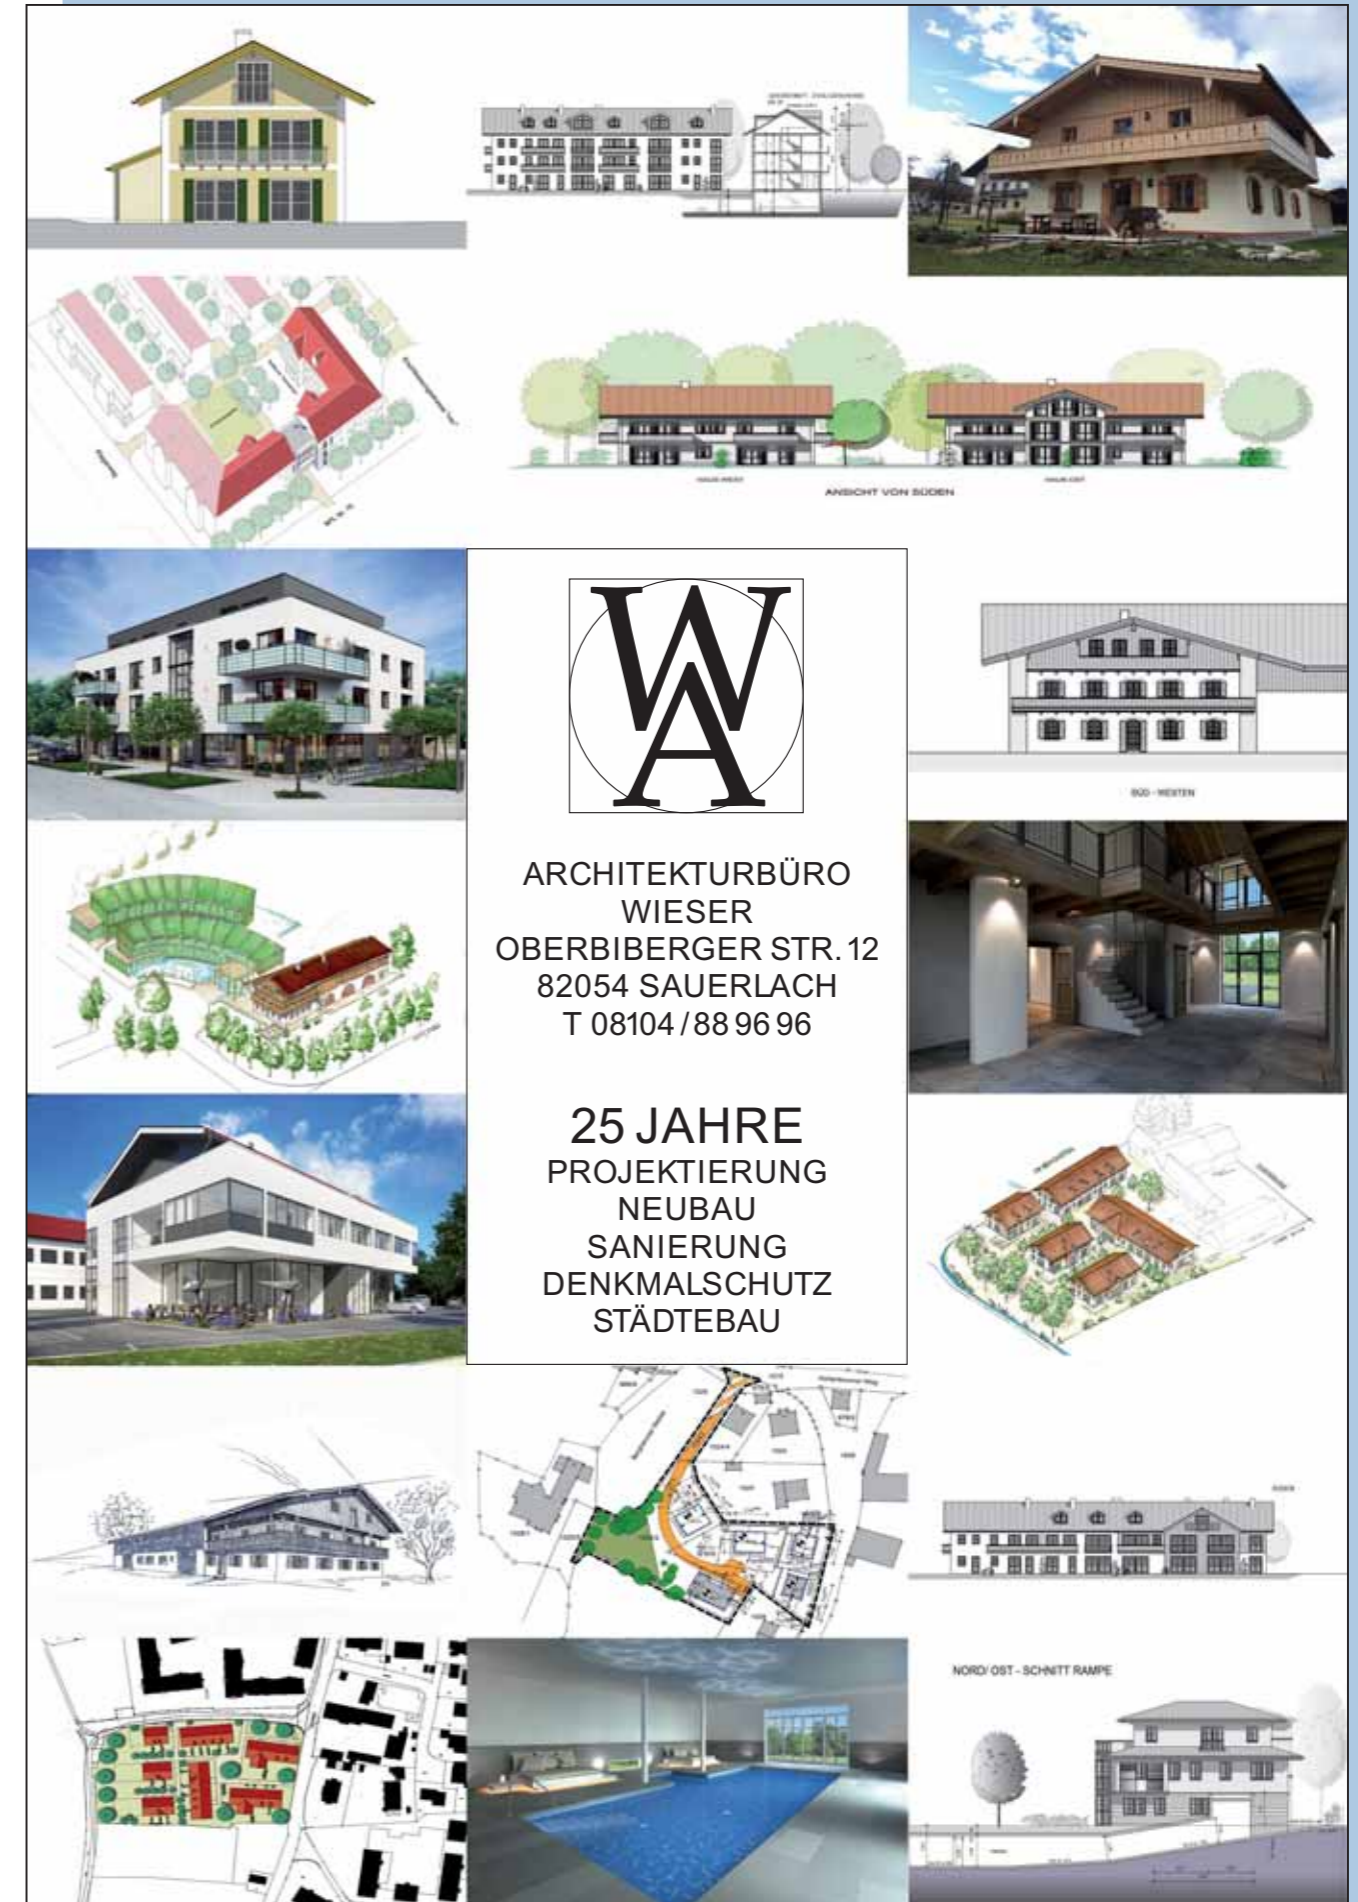 ANSICHT VON SÜDEN
WA
SÜD - WESTEN
ARCHITEKTURBÜRO
WIESER
OBERBIBERGER STR. 12
82054 SAUERLACH
T 08104 / 88 96 96
25 JAHRE
PROJEKTIERUNG
NEUBAU
SANIERUNG
DENKMALSCHUTZ
STÄDTEBAU
NORD/ OST - SCHNITT RAMPE